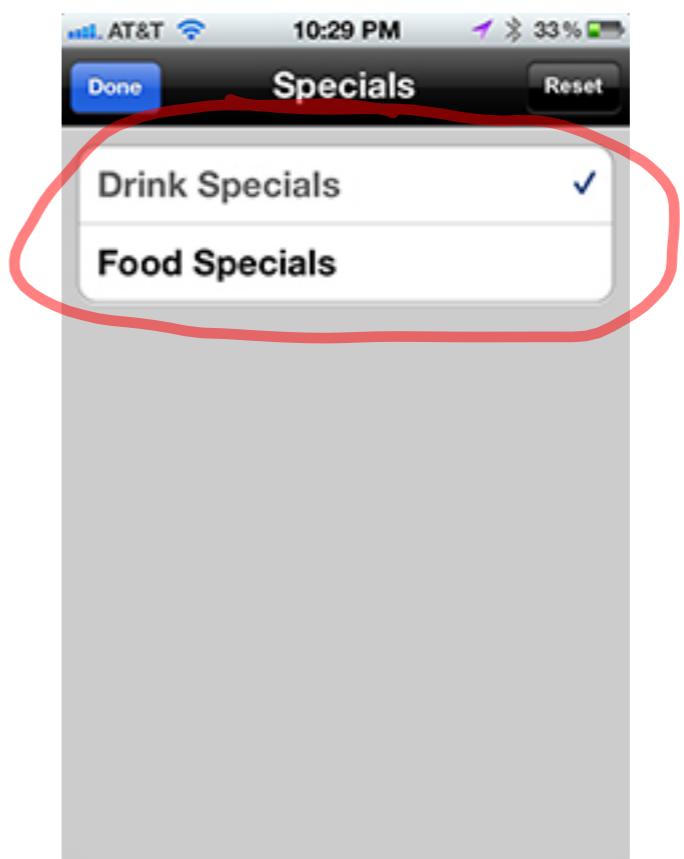 AT&T 10:29 PM 33%
Done Specials Reset
Drink Specials
Food Specials